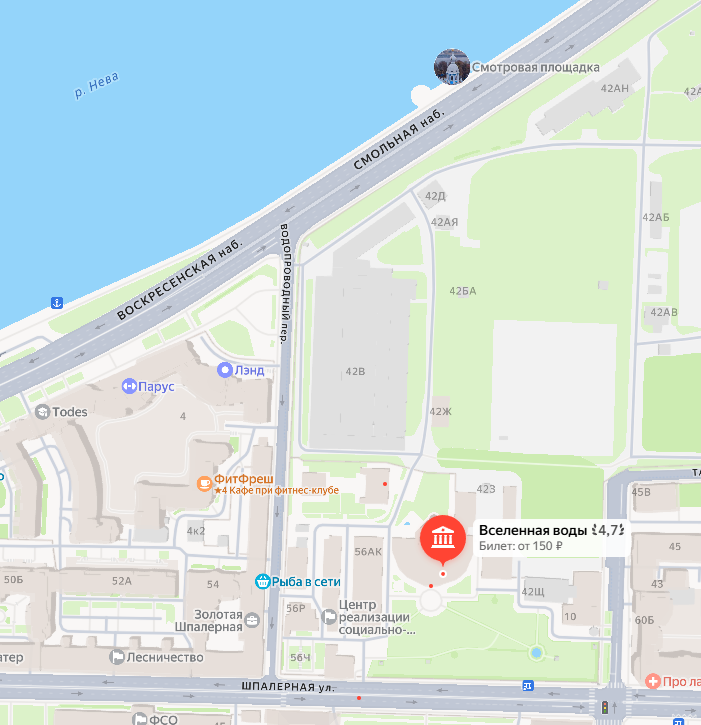 Смотровая площадка
42АН
42А
р. Нева
СМОЛЬНАЯ наб.
42Д
42АЯ
42АБ
ВОДОПРОВОДНЫЙ пер.
ВОСКРЕСЕНСКАЯ наб.
42БА
42АВ
42В
ЛЭНД
Парус
Todes
4
42Ж
ФитФреш
★4 Кафе при фитнес-клубе
42З
45В
4к2
Вселенная воды 4,7
Билет: от 150 ₽
56АК
45
50Б
52А
54
Рыба в сети
43
42Щ
Золотая
Шпалерная
56Р
Центр
реализации
социально-...
10
60Б
Лесничество
56Ч
Про ла
тер
ШПАЛЕРНАЯ ул.
ФСО